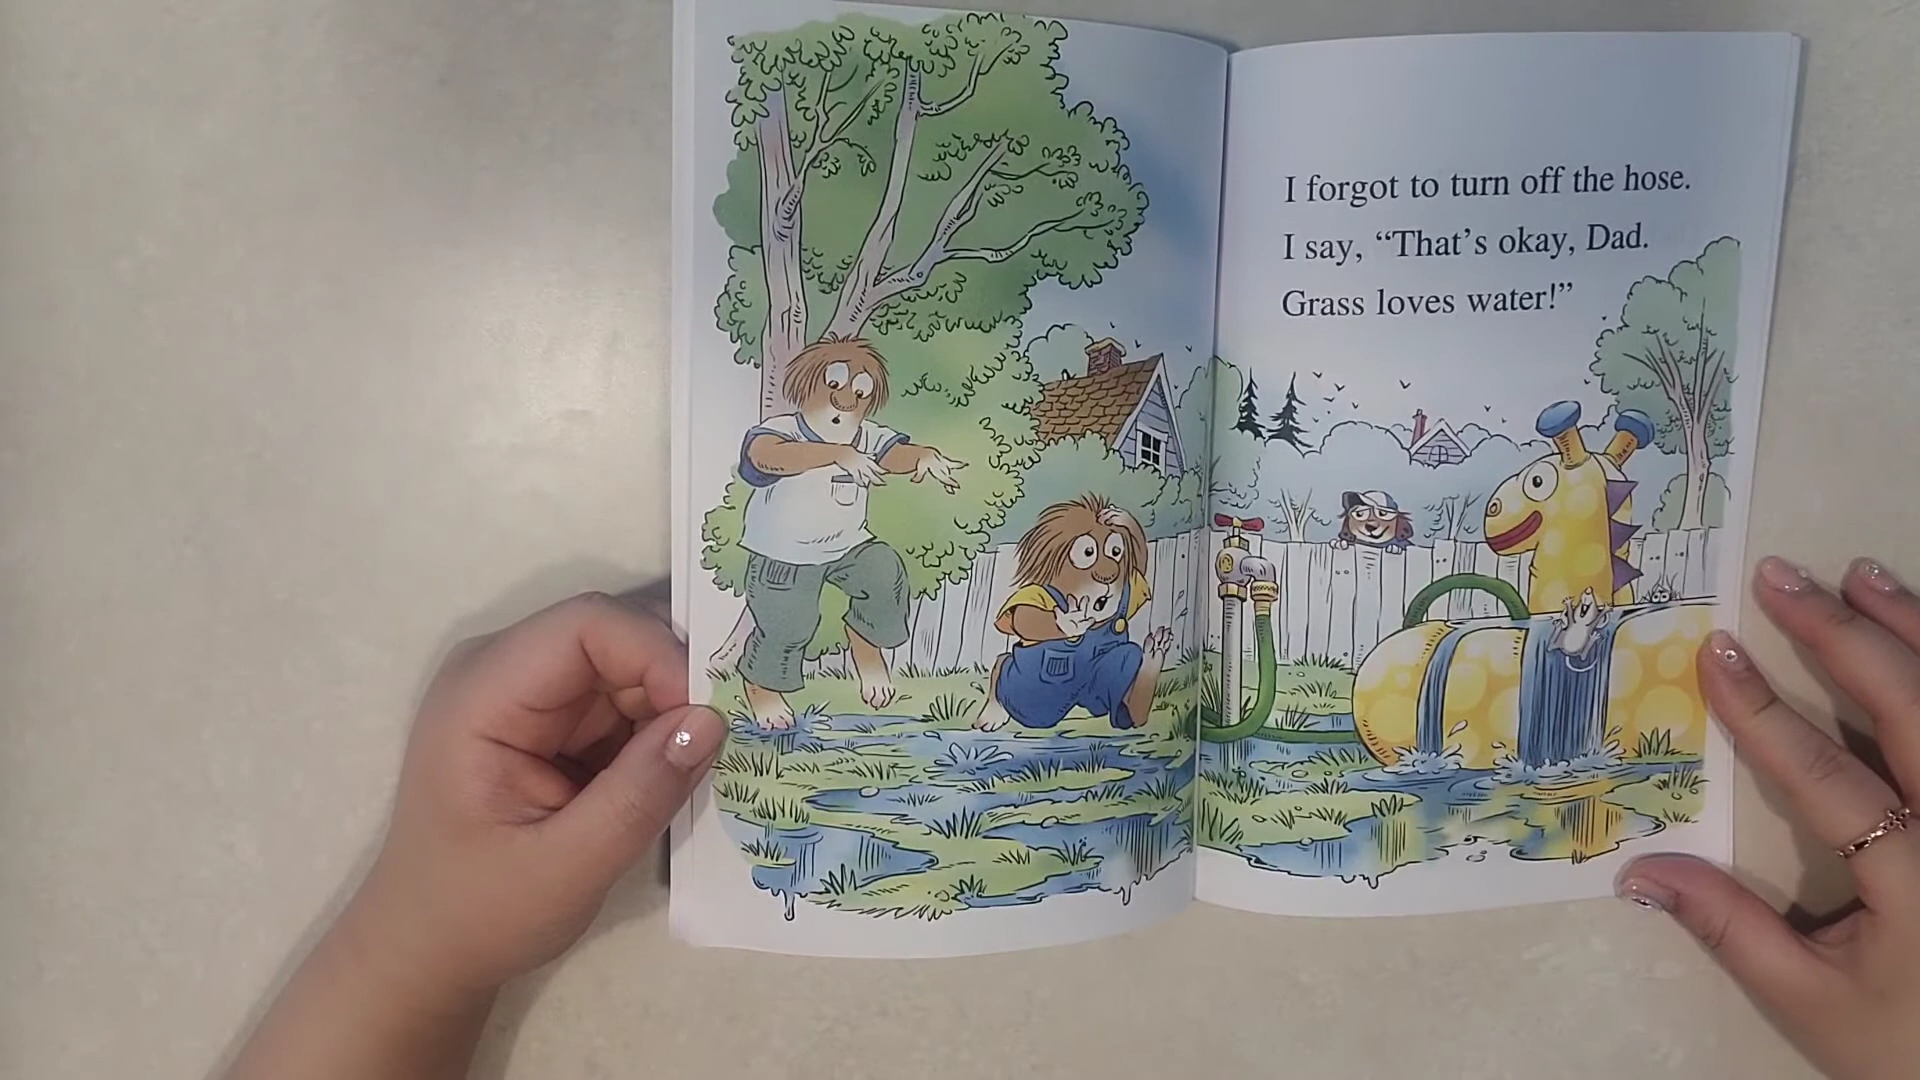 I forgot to turn off the hose.
I say, “That’s okay, Dad.
Grass loves water!”